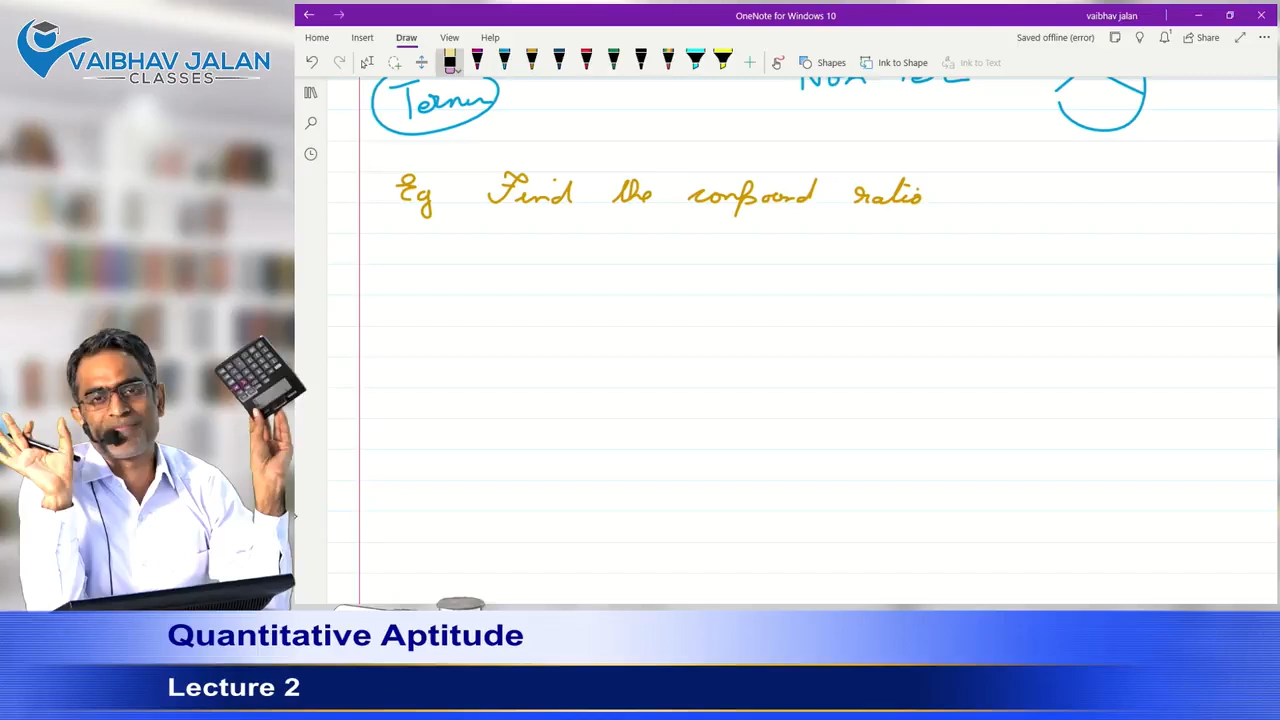 VAIBHAV JALAN
CLASSES
OneNote for Windows 10
vaibhav jalan
Home Insert Draw View Help
Saved offline (error)
Share
Shapes
Ink to Shape
Ink to Text
Eg Find the compound ratio
Quantitative Aptitude
Lecture 2